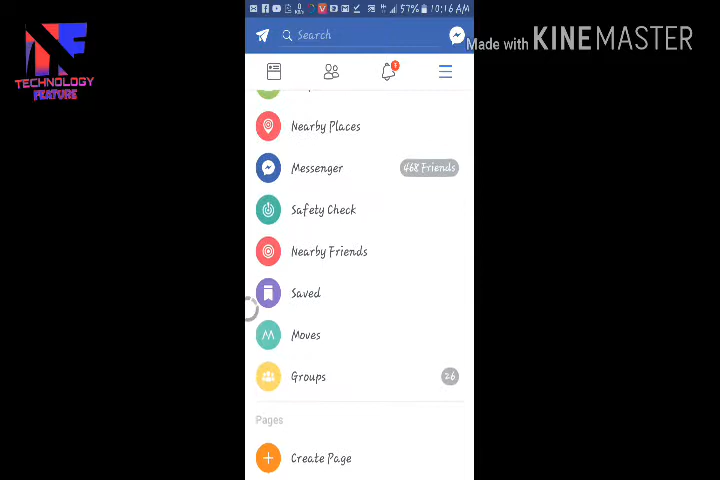 57% 10:16 AM
Search
Made with KINEMASTER
TECHNOLOGY
FEATURE
Nearby Places
Messenger
468 Friends
Safety Check
Nearby Friends
Saved
Moves
Groups
26
Pages
Create Page